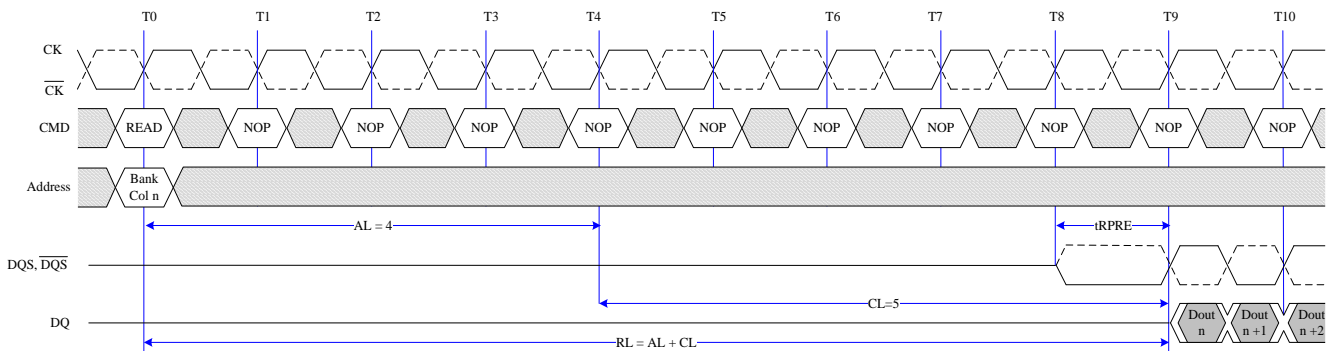 T0 T1 T2 T3 T4 T5 T6 T7 T8 T9 T10
CK
CK
CMD READ NOP NOP NOP NOP NOP NOP NOP NOP NOP NOP
Address Bank
Col n
AL = 4 tRPRE
DQS, DQS
CL=5
DQ Dout Dout Dout
n n +1 n +2
RL = AL + CL